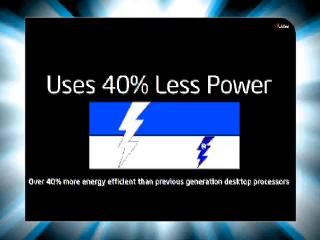 Uses 40% Less Power
Over 40% more energy efficient than previous generation desktop processors